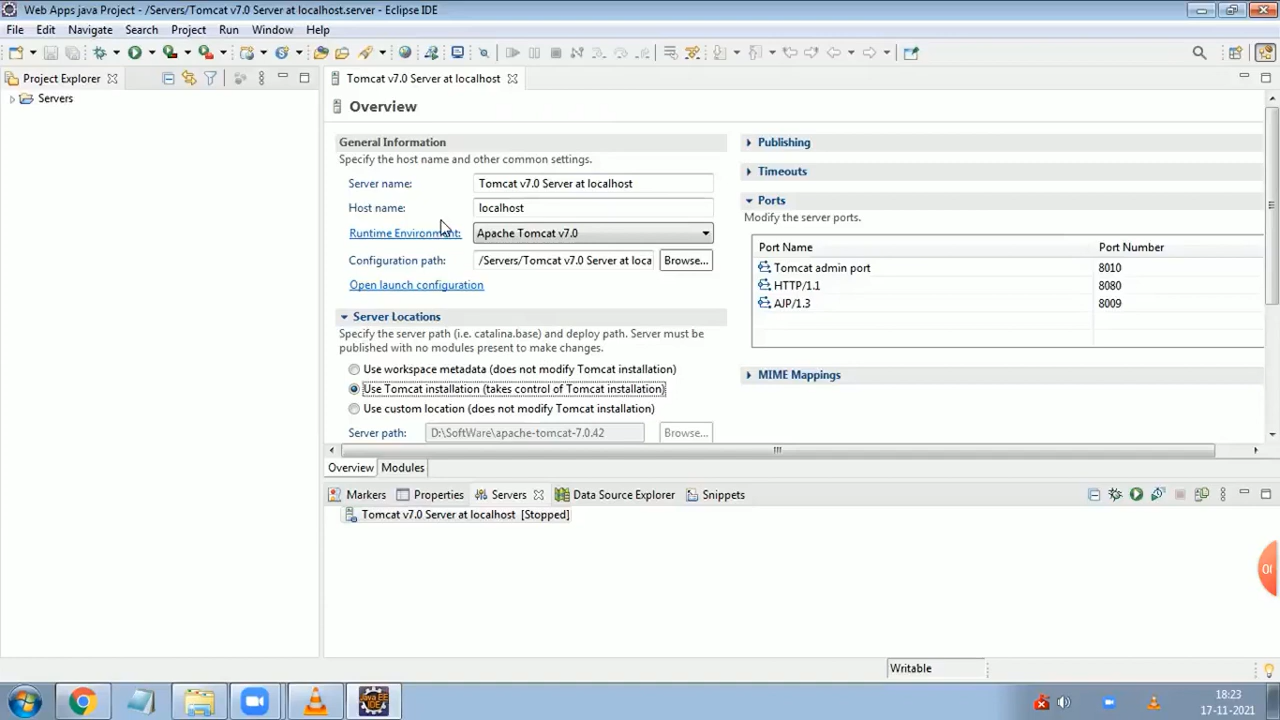 Web Apps java Project - /Servers/Tomcat v7.0 Server at localhost.server - Eclipse IDE
File Edit Navigate Search Project Run Window Help
Project Explorer
Servers
Tomcat v7.0 Server at localhost
Overview
General Information
Specify the host name and other common settings.
Server name: Tomcat v7.0 Server at localhost
Host name: localhost
Runtime Environment: Apache Tomcat v7.0
Configuration path: /Servers/Tomcat v7.0 Server at loca Browse...
Open launch configuration
Server Locations
Specify the server path (i.e. catalina.base) and deploy path. Server must be
published with no modules present to make changes.
Use workspace metadata (does not modify Tomcat installation)
Use Tomcat installation (takes control of Tomcat installation)
Use custom location (does not modify Tomcat installation)
Server path: D:\SoftWare\apache-tomcat-7.0.42 Browse...
Publishing
Timeouts
Ports
Modify the server ports.
Port Name Port Number
Tomcat admin port 8010
HTTP/1.1 8080
AJP/1.3 8009
MIME Mappings
Overview Modules
Markers Properties Servers Data Source Explorer Snippets
Tomcat v7.0 Server at localhost [Stopped]
Writable
Java EE
IDE
18:23
17-11-2021